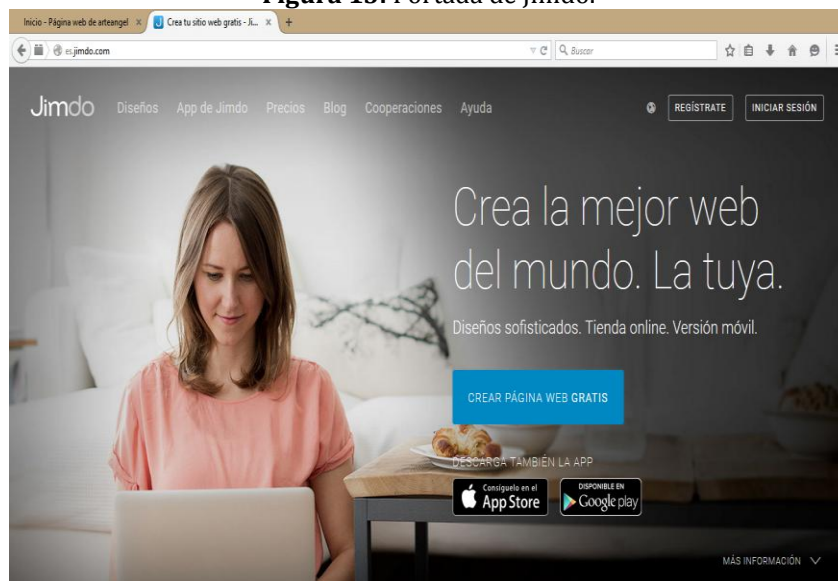 Figura 13. Portada de Jimdo.
Inicio - Página web de arteangel × Crea tu sitio web gratis - Ji... × +
es.jimdo.com Buscar
Jimdo Diseños App de Jimdo Precios Blog Cooperaciones Ayuda REGÍSTRATE INICIAR SESIÓN
Crea la mejor web
del mundo. La tuya.
Diseños sofisticados. Tienda online. Versión móvil.
CREAR PÁGINA WEB GRATIS
DESCARGA TAMBIÉN LA APP
Consíguelo en el DISPONIBLE EN
App Store Google play
MÁS INFORMACIÓN